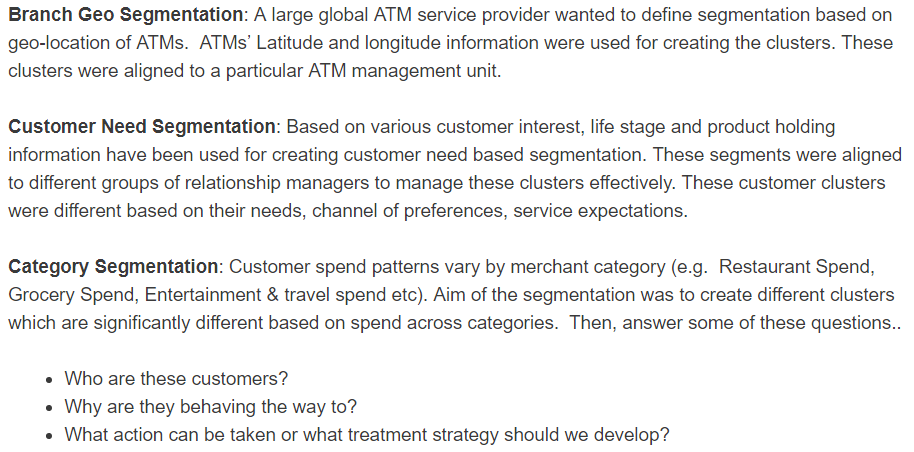 Branch Geo Segmentation: A large global ATM service provider wanted to define segmentation based on
geo-location of ATMs.  ATMs’ Latitude and longitude information were used for creating the clusters. These
clusters were aligned to a particular ATM management unit.
Customer Need Segmentation: Based on various customer interest, life stage and product holding
information have been used for creating customer need based segmentation. These segments were aligned
to different groups of relationship managers to manage these clusters effectively. These customer clusters
were different based on their needs, channel of preferences, service expectations.
Category Segmentation: Customer spend patterns vary by merchant category (e.g.  Restaurant Spend,
Grocery Spend, Entertainment & travel spend etc). Aim of the segmentation was to create different clusters
which are significantly different based on spend across categories.  Then, answer some of these questions..
• Who are these customers?
• Why are they behaving the way to?
• What action can be taken or what treatment strategy should we develop?